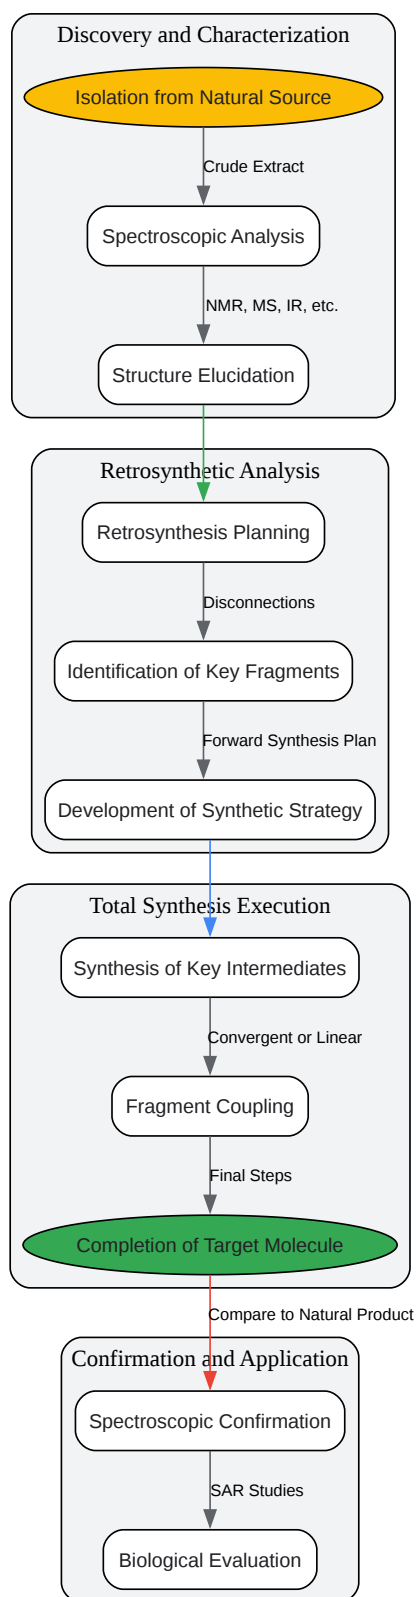 Discovery and Characterization
Isolation from Natural Source
Crude Extract
Spectroscopic Analysis
NMR, MS, IR, etc.
Structure Elucidation
Retrosynthetic Analysis
Retrosynthesis Planning
Disconnections
Identification of Key Fragments
Forward Synthesis Plan
Development of Synthetic Strategy
Total Synthesis Execution
Synthesis of Key Intermediates
Convergent or Linear
Fragment Coupling
Final Steps
Completion of Target Molecule
Compare to Natural Product
Confirmation and Application
Spectroscopic Confirmation
SAR Studies
Biological Evaluation